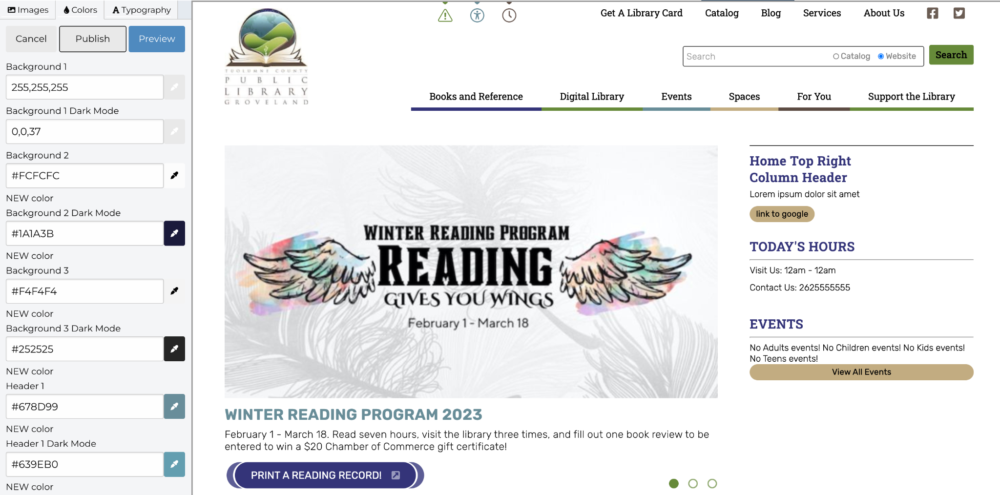 Images
Colors
Typography
Cancel
Publish
Preview
Background 1
255,255,255
Background 1 Dark Mode
0,0,37
Background 2
#FCFCFC
NEW color
Background 2 Dark Mode
#1A1A3B
NEW color
Background 3
#F4F4F4
NEW color
Background 3 Dark Mode
#252525
NEW color
Header 1
#678D99
NEW color
Header 1 Dark Mode
#639EB0
NEW color
TUOLUMNE COUNTY
PUBLIC
LIBRARY
GROVELAND
Get A Library Card
Catalog
Blog
Services
About Us
Search
Catalog
Website
Search
Books and Reference
Digital Library
Events
Spaces
For You
Support the Library
WINTER READING PROGRAM
READING
GIVES YOU WINGS
February 1 - March 18
WINTER READING PROGRAM 2023
February 1 - March 18. Read seven hours, visit the library three times, and fill out one book review to be
entered to win a $20 Chamber of Commerce gift certificate!
PRINT A READING RECORD!
Home Top Right
Column Header
Lorem ipsum dolor sit amet
link to google
TODAY'S HOURS
Visit Us: 12am - 12am
Contact Us: 2625555555
EVENTS
No Adults events! No Children events! No Kids events!
No Teens events!
View All Events